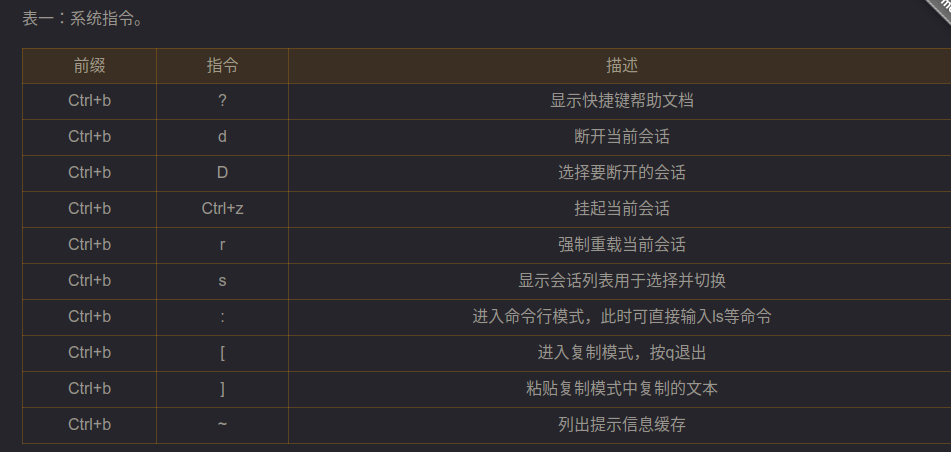 表一：系统指令。
前缀 指令 描述
Ctrl+b ? 显示快捷键帮助文档
Ctrl+b d 断开当前会话
Ctrl+b D 选择要断开的会话
Ctrl+b Ctrl+z 挂起当前会话
Ctrl+b r 强制重载当前会话
Ctrl+b s 显示会话列表用于选择并切换
Ctrl+b : 进入命令行模式，此时可直接输入ls等命令
Ctrl+b [ 进入复制模式，按q退出
Ctrl+b ] 粘贴复制模式中复制的文本
Ctrl+b ~ 列出提示信息缓存